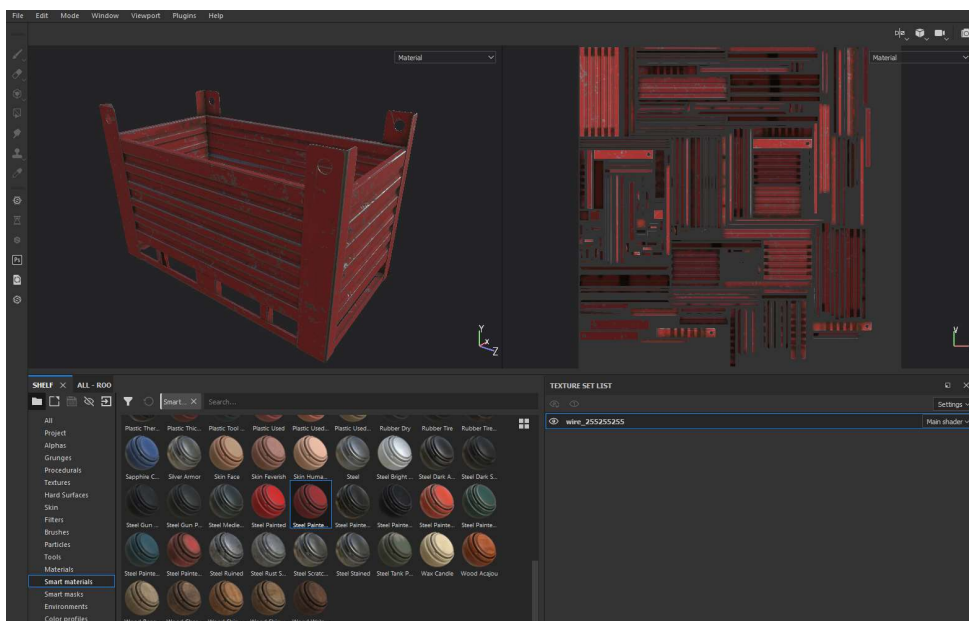 File Edit Mode Window Viewport Plugins Help
Material
Material
Y
X
Z
y
Ps
SHELF × ALL - ROO
TEXTURE SET LIST
Smart... × Search...
Settings
wire_255255255 Main shader
All
Project
Alphas
Grunges
Procedurals
Textures
Hard Surfaces
Skin
Filters
Brushes
Particles
Tools
Materials
Smart materials
Smart masks
Environments
Color profiles
Plastic Ther... Plastic Thic... Plastic Tool ... Plastic Used Plastic Used... Plastic Used... Rubber Dry Rubber Tire Rubber Tire...
Sapphire C... Silver Armor Skin Face Skin Feverish Skin Huma... Steel Steel Bright ... Steel Dark A... Steel Dark S...
Steel Gun ... Steel Gun P... Steel Medie... Steel Painted Steel Painte... Steel Painte... Steel Painte... Steel Painte... Steel Painte...
Steel Painte... Steel Painte... Steel Ruined Steel Rust S... Steel Scratc... Steel Stained Steel Tank P... Wax Candle Wood Acajou